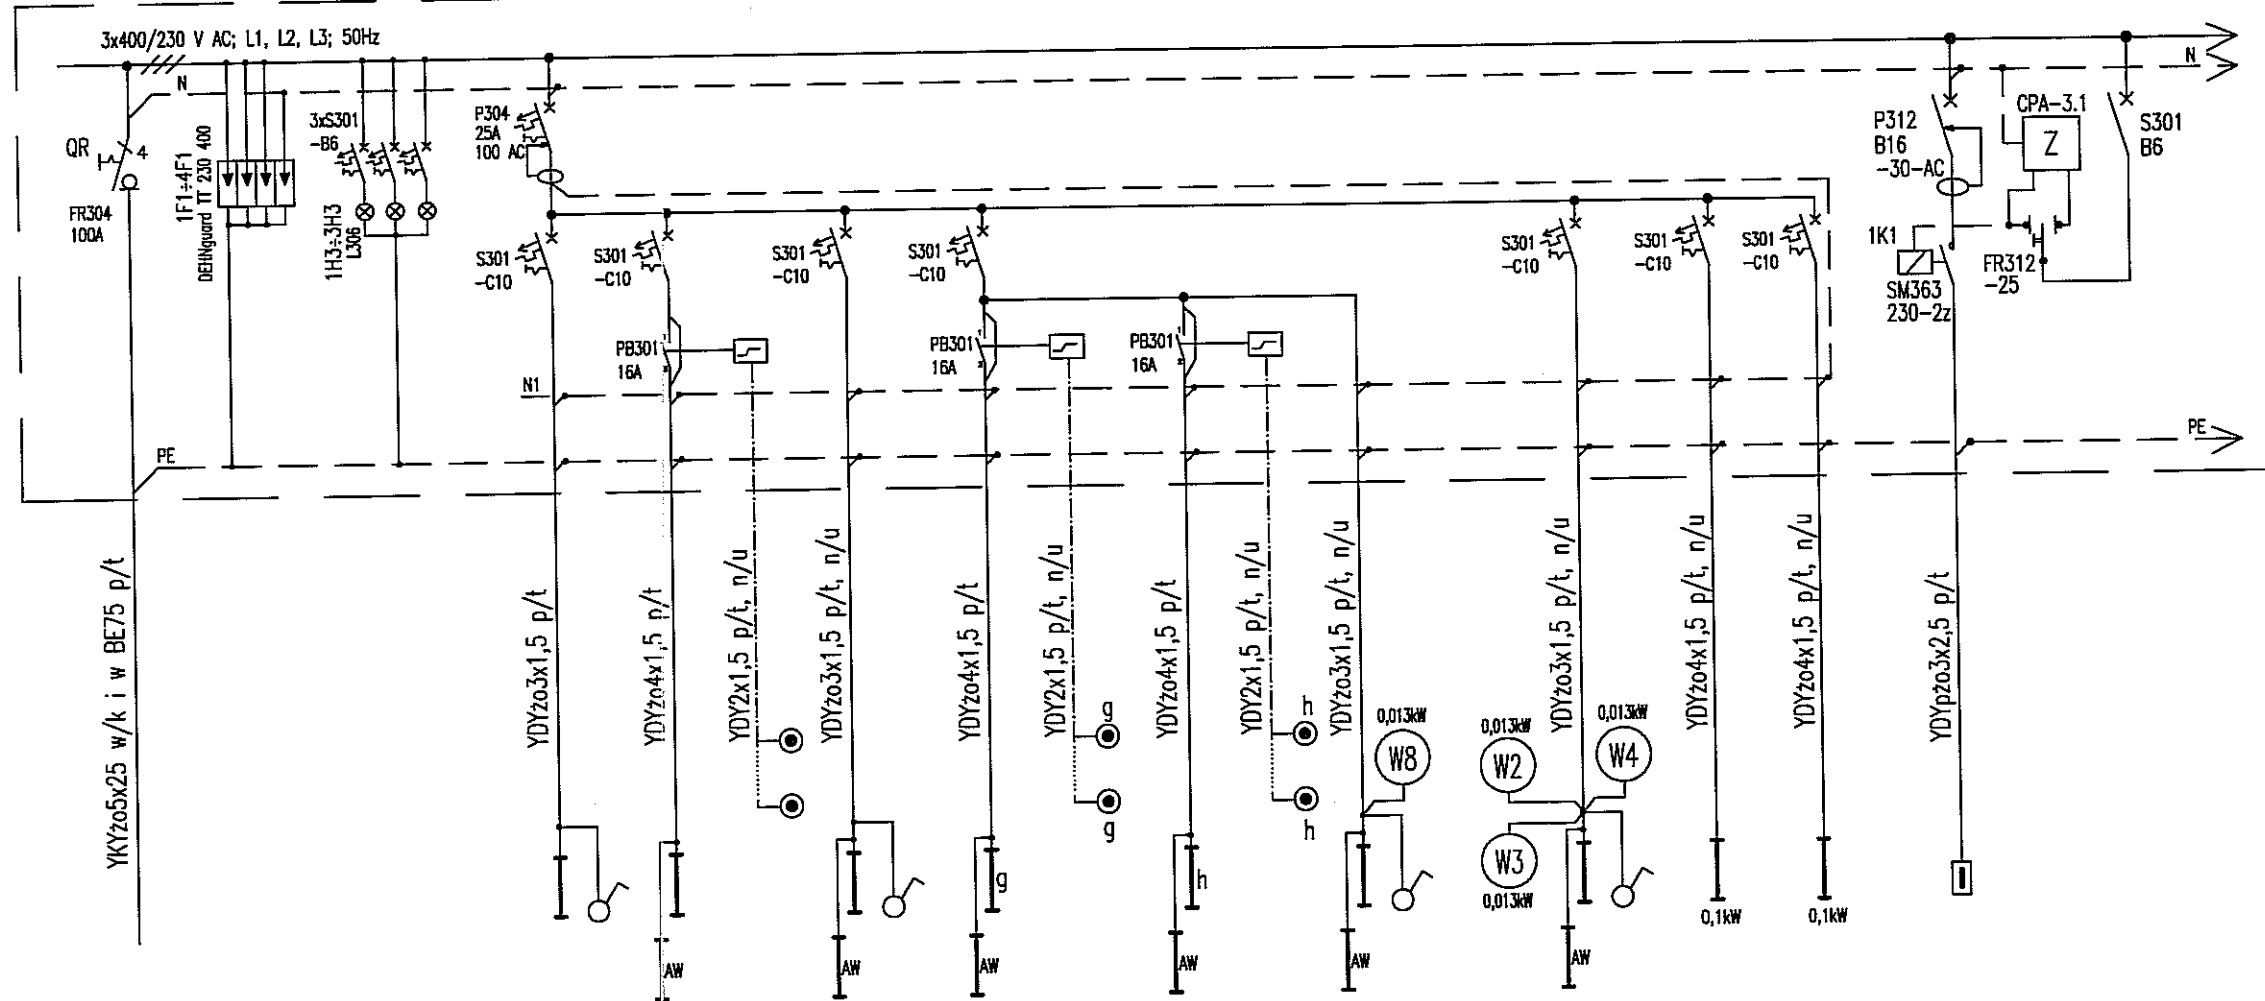 3x400/230 V AC; L1, L2, L3; 50Hz
N
N
QR
4
FR304
100A
1F1÷4F1
DEHNguard TT 230 400
3xS301
-B6
1H3÷3H3
L306
P304
25A
100 AC
P312
B16
-30-AC
CPA-3.1
Z
S301
B6
1K1
SM363
230-2z
FR312
-25
S301
-C10
S301
-C10
S301
-C10
S301
-C10
S301
-C10
S301
-C10
S301
-C10
PB301
16A
PB301
16A
PB301
16A
N1
PE
PE
YKYżo5x25 w/k i w BE75 p/t
YDYżo3x1,5 p/t
YDYżo4x1,5 p/t
YDY2x1,5 p/t, n/u
YDYżo3x1,5 p/t, n/u
YDYżo4x1,5 p/t
YDY2x1,5 p/t, n/u
YDYżo4x1,5 p/t
YDY2x1,5 p/t, n/u
YDYżo3x1,5 p/t, n/u
YDYżo3x1,5 p/t, n/u
YDYżo4x1,5 p/t, n/u
YDYżo4x1,5 p/t, n/u
YDYpżo3x2,5 p/t
g
g
h
h
0,013kW
W8
0,013kW
W2
0,013kW
W4
W3
0,013kW
g
h
0,1kW
0,1kW
AW
AW
AW
AW
AW
AW